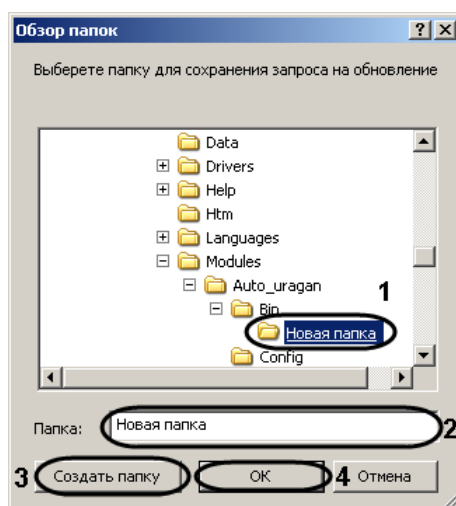 Обзор папок
Выберете папку для сохранения запроса на обновление
Data
Drivers
Help
Htm
Languages
Modules
Auto_uragan
1
Bin
Новая папка
Config
Папка: Новая папка 2
3 Создать папку OK 4 Отмена